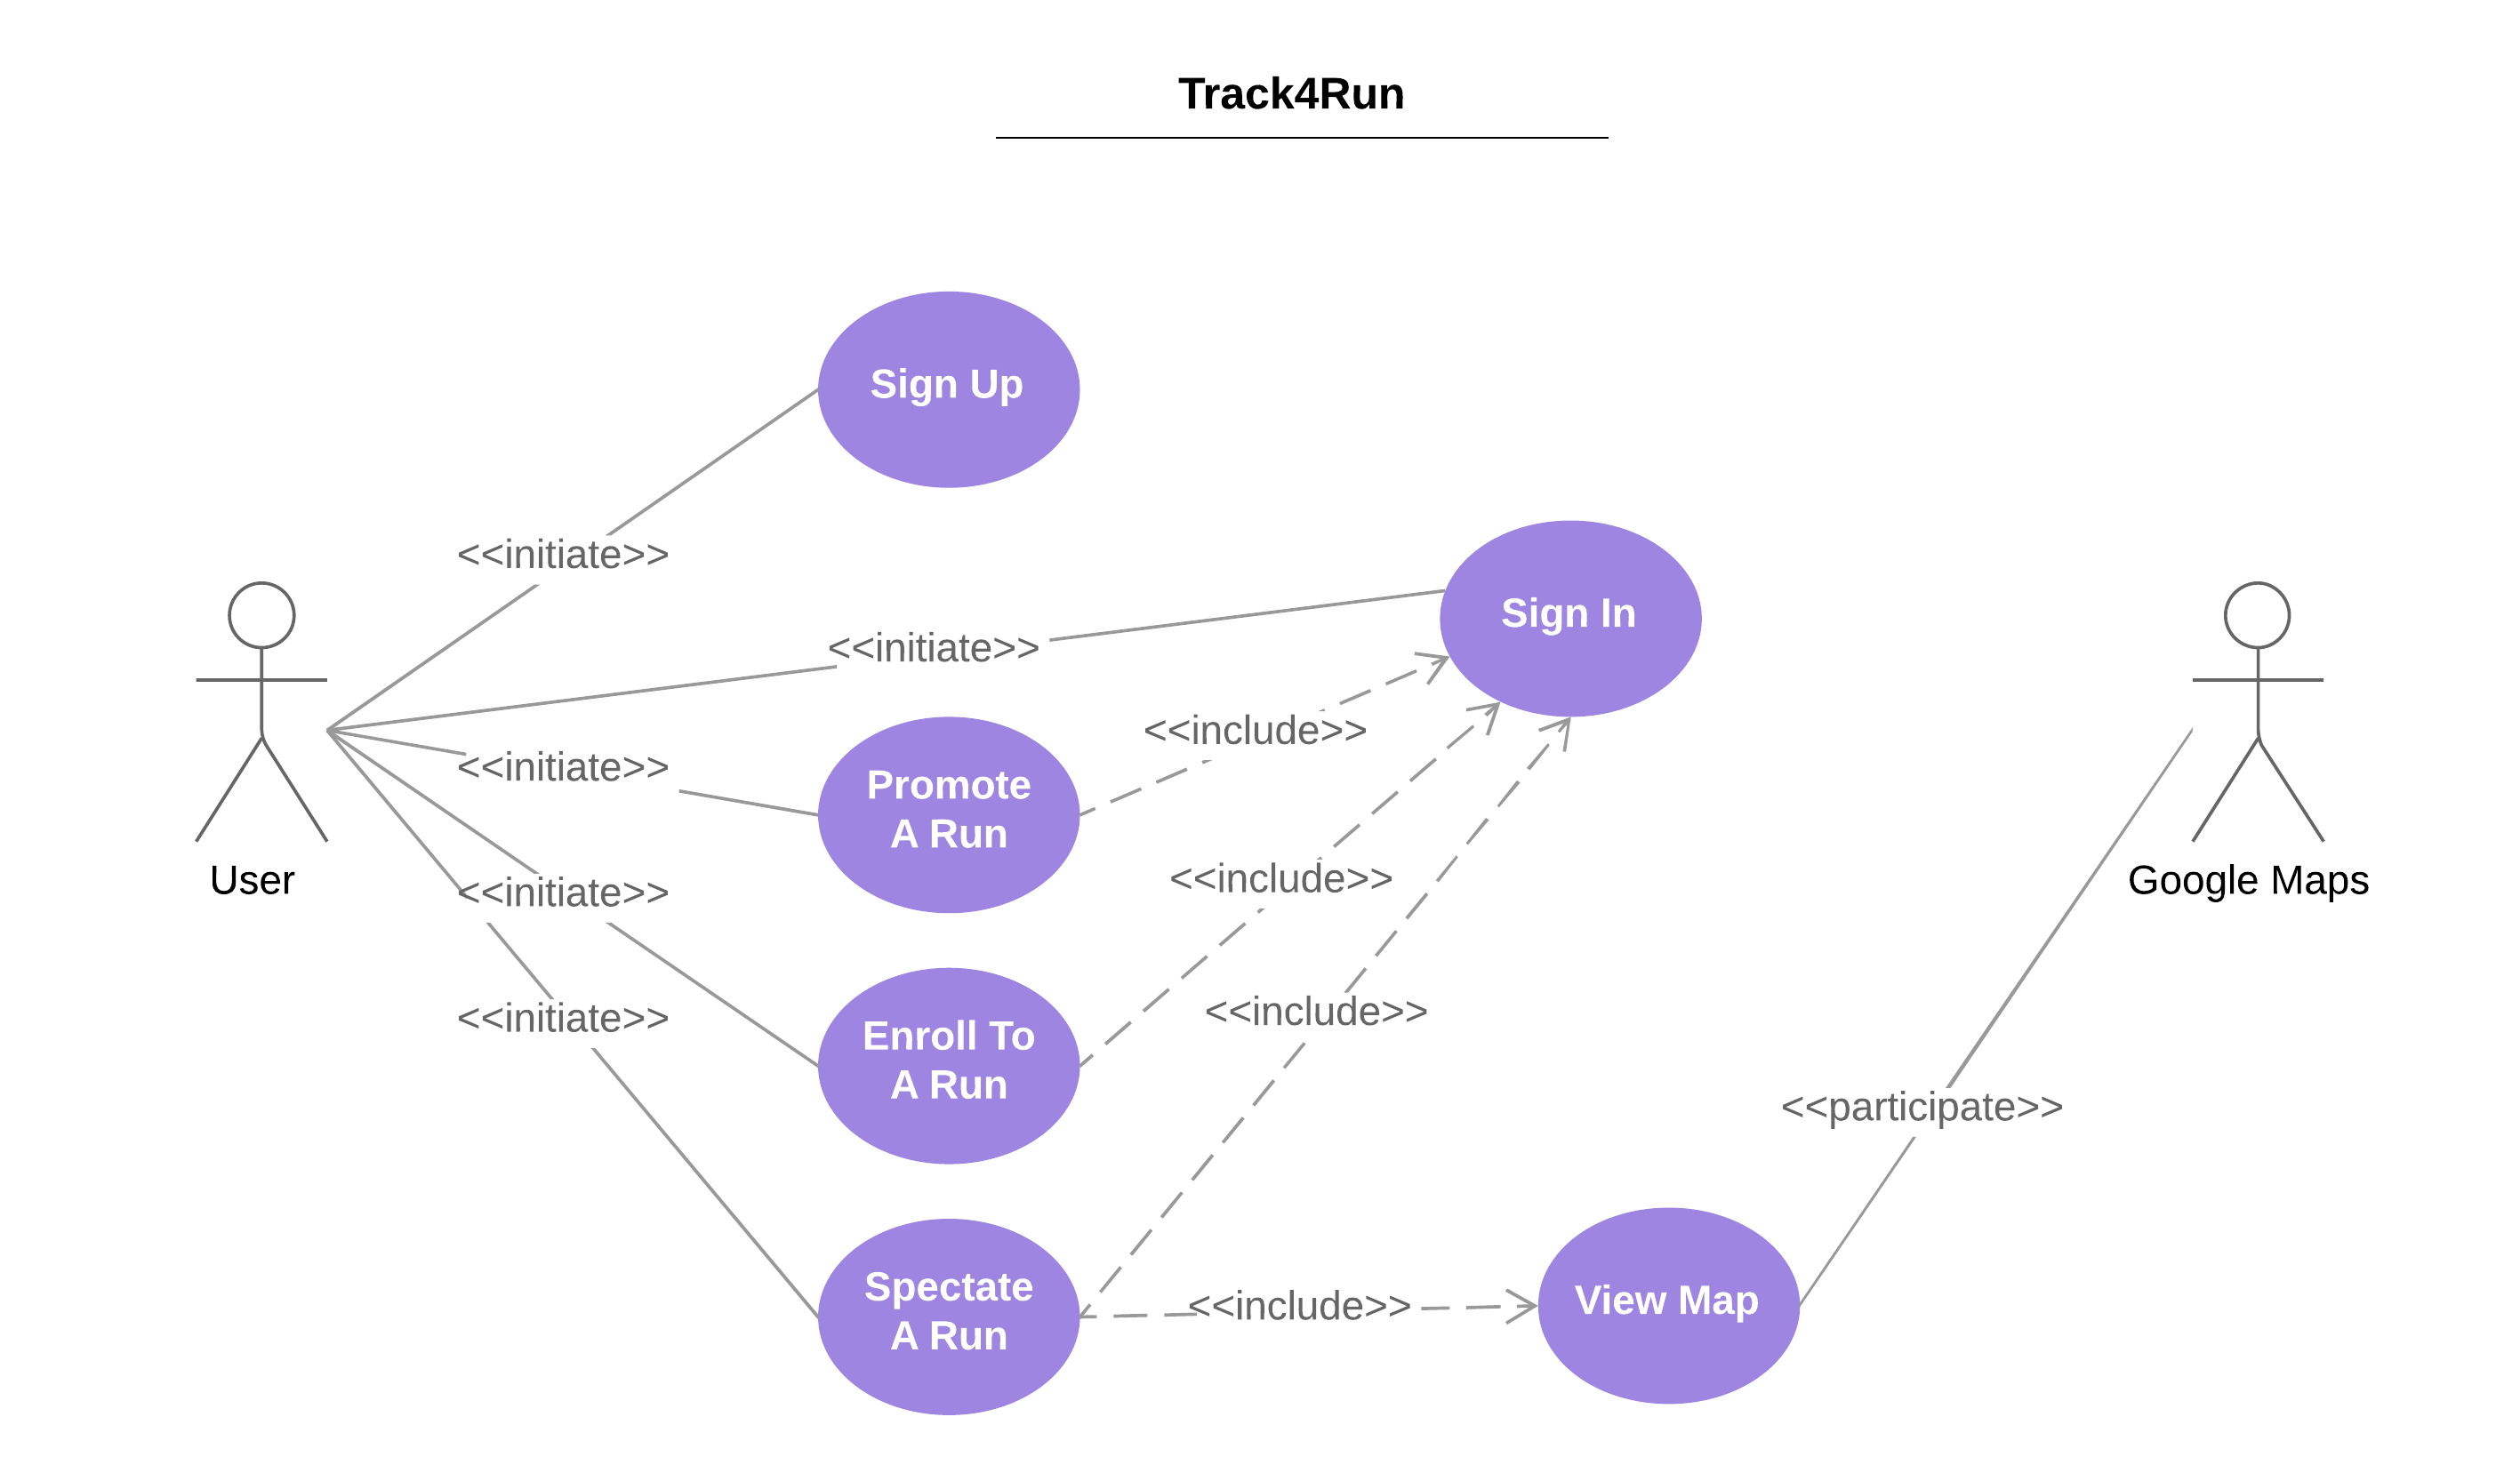 Track4Run
Sign Up
<<initiate>>
Sign In
<<initiate>>
<<include>>
<<initiate>>
Promote
A Run
User
Google Maps
<<initiate>>
<<include>>
<<initiate>>
<<include>>
Enroll To
A Run
<<participate>>
Spectate
A Run
<<include>>
View Map